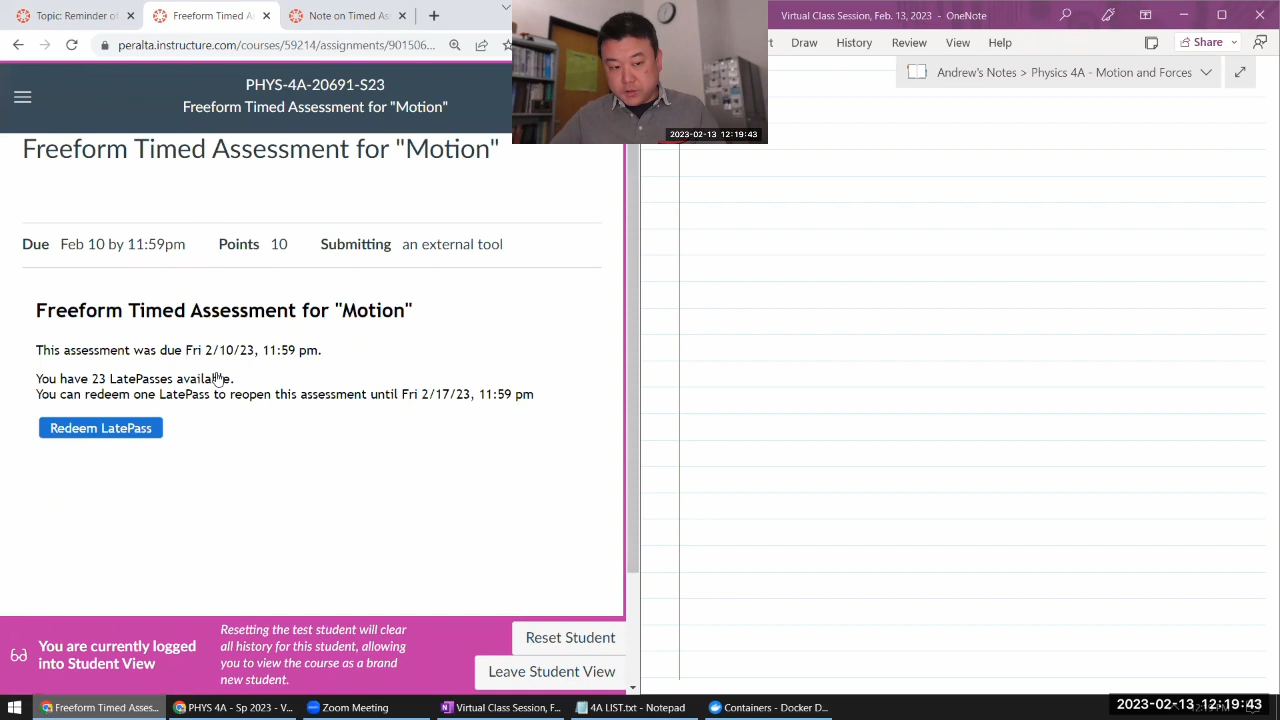 Topic: Reminder of
Freeform Timed Asses
Note on Timed As
peralta.instructure.com/courses/59214/assignments/901506...
PHYS-4A-20691-S23
Freeform Timed Assessment for "Motion"
Freeform Timed Assessment for "Motion"
Due Feb 10 by 11:59pm Points 10 Submitting an external tool
Freeform Timed Assessment for "Motion"
This assessment was due Fri 2/10/23, 11:59 pm.
You have 23 LatePasses available.
You can redeem one LatePass to reopen this assessment until Fri 2/17/23, 11:59 pm
Redeem LatePass
You are currently logged
into Student View
Resetting the test student will clear
all history for this student, allowing
you to view the course as a brand
new student.
Reset Student
Leave Student View
2023-02-13 12:19:43
Virtual Class Session, Feb. 13, 2023 - OneNote
Draw History Review View Help
Share
Andrew's Notes > Physics 4A - Motion and Forces
Freeform Timed Asses...
PHYS 4A - Sp 2023 - V...
Zoom Meeting
Virtual Class Session, F...
4A LIST.txt - Notepad
Containers - Docker D...
2023-02-13 12:19:43